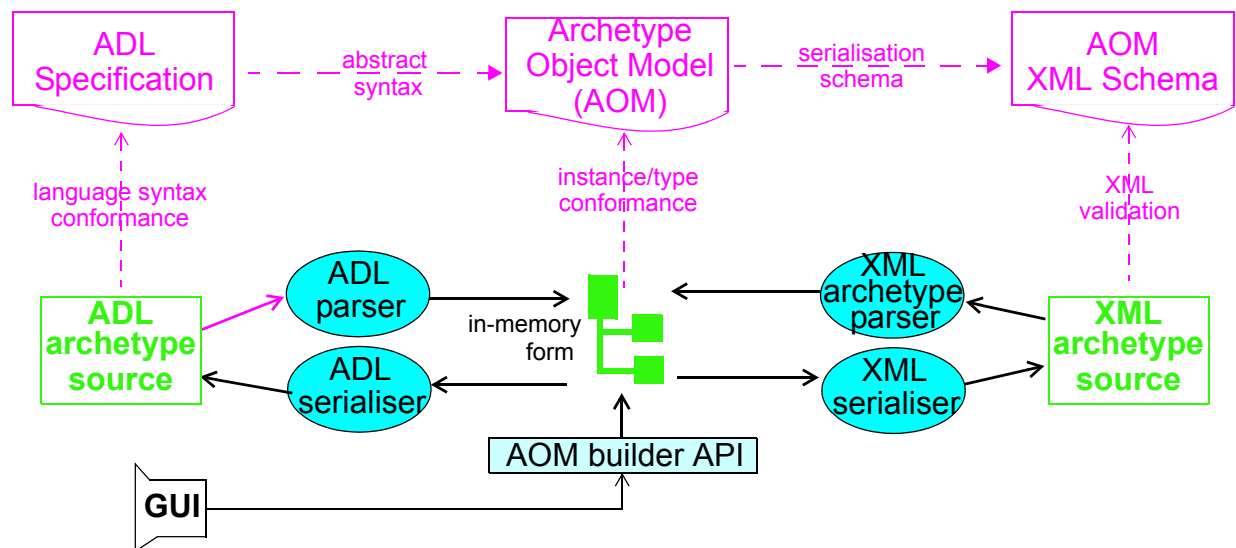 ADL
Specification
abstract
syntax
Archetype
Object Model
(AOM)
serialisation
schema
AOM
XML Schema
language syntax
conformance
instance/type
conformance
XML
validation
ADL
archetype
source
ADL
parser
in-memory
form
XML
archetype
parser
XML
archetype
source
ADL
serialiser
XML
serialiser
AOM builder API
GUI